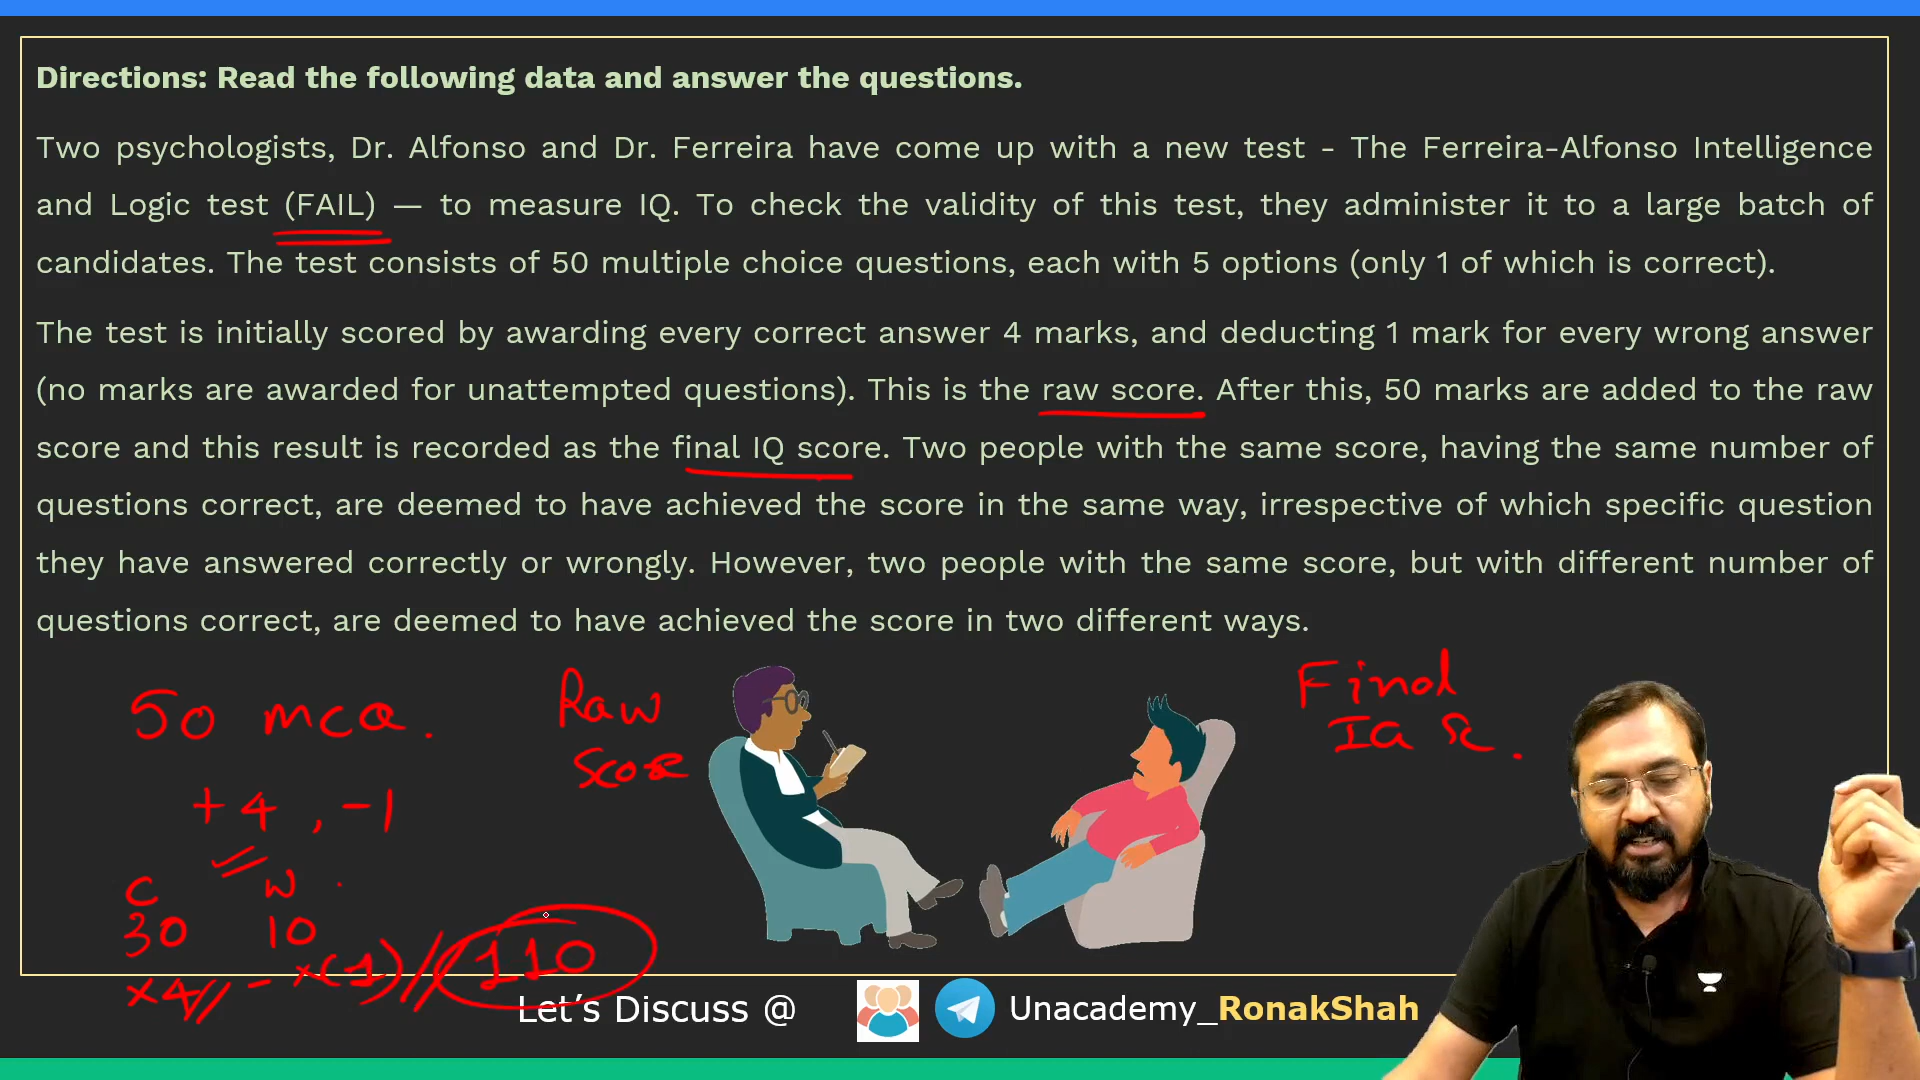 Directions: Read the following data and answer the questions.
Two psychologists, Dr. Alfonso and Dr. Ferreira have come up with a new test - The Ferreira-Alfonso Intelligence
and Logic test (FAIL) — to measure IQ. To check the validity of this test, they administer it to a large batch of
candidates. The test consists of 50 multiple choice questions, each with 5 options (only 1 of which is correct).
The test is initially scored by awarding every correct answer 4 marks, and deducting 1 mark for every wrong answer
(no marks are awarded for unattempted questions). This is the raw score. After this, 50 marks are added to the raw
score and this result is recorded as the final IQ score. Two people with the same score, having the same number of
questions correct, are deemed to have achieved the score in the same way, irrespective of which specific question
they have answered correctly or wrongly. However, two people with the same score, but with different number of
questions correct, are deemed to have achieved the score in two different ways.
50 mcq.
Raw
Score
Final
IQ Sc.
+4, -1
C W
30 10
x4 - x(1) 110
Let's Discuss @ Unacademy_RonakShah